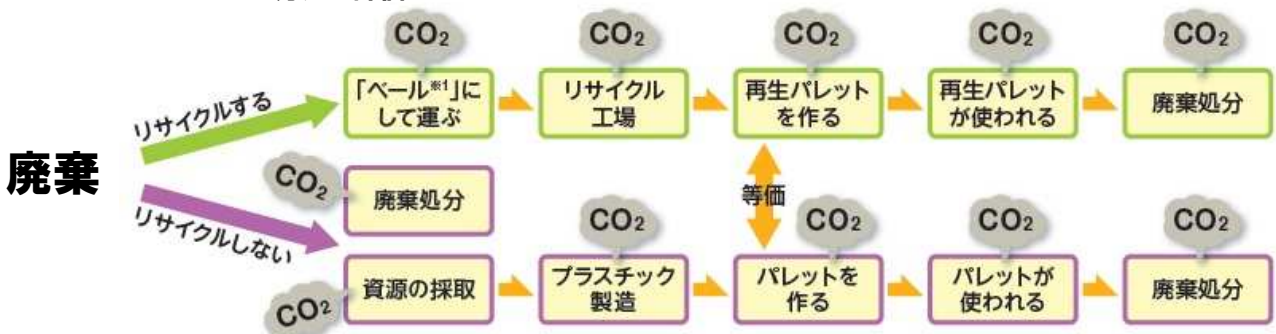 CO2
CO2
CO2
CO2
CO2
リサイクルする
「ベール※1」に
して運ぶ
リサイクル
工場
再生パレット
を作る
再生パレット
が使われる
廃棄処分
廃棄
CO2
廃棄処分
等価
リサイクルしない
CO2
CO2
CO2
CO2
CO2
資源の採取
プラスチック
製造
パレットを
作る
パレットが
使われる
廃棄処分